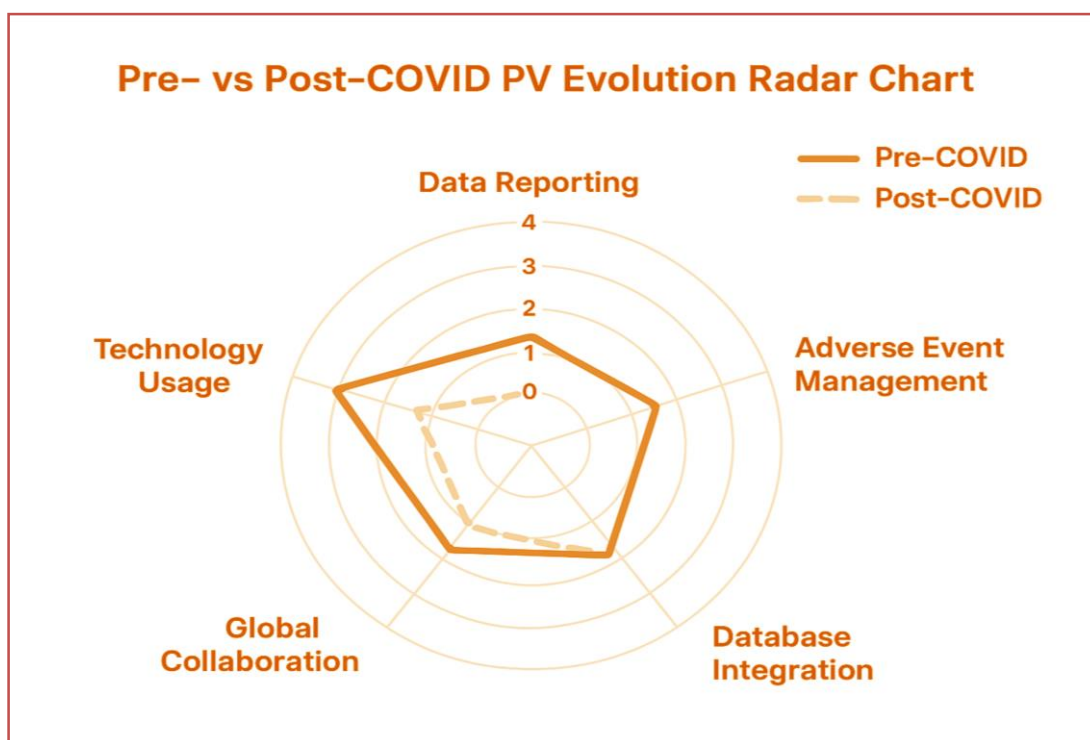 Pre- vs Post-COVID PV Evolution Radar Chart
Pre-COVID
Post-COVID
Data Reporting
4
3
2
1
0
Technology
Usage
Adverse Event
Management
Global
Collaboration
Database
Integration